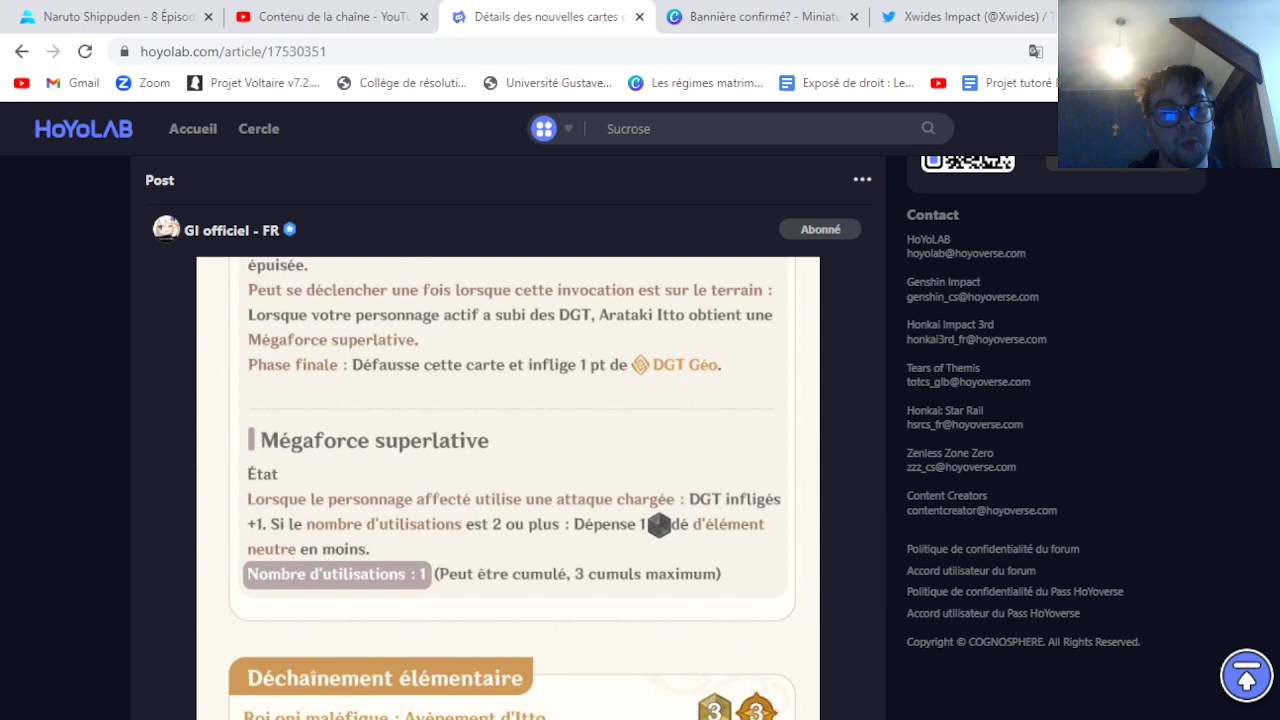 Naruto Shippuden - 8 Épisod
Contenu de la chaîne - YouTu
Détails des nouvelles cartes d
Bannière confirmé? - Miniatu
Xwides Impact (@Xwides) / T
hoyolab.com/article/17530351
Gmail
Zoom
Projet Voltaire v7.2....
Collège de résoluti...
Université Gustave...
Les régimes matrim...
Exposé de droit : Le...
Projet tutoré
HoYoLAB
Accueil
Cercle
Sucrose
Post
GI officiel - FR
Abonné
épuisée.
Peut se déclencher une fois lorsque cette invocation est sur le terrain :
Lorsque votre personnage actif a subi des DGT, Arataki Itto obtient une
Mégaforce superlative.
Phase finale : Défausse cette carte et inflige 1 pt de DGT Géo.
Mégaforce superlative
État
Lorsque le personnage affecté utilise une attaque chargée : DGT infligés
+1. Si le nombre d'utilisations est 2 ou plus : Dépense 1 dé d'élément
neutre en moins.
Nombre d'utilisations : 1 (Peut être cumulé, 3 cumuls maximum)
Déchaînement élémentaire
Roi oni maléfique : Avènement d'Itto
3 3
Contact
HoYoLAB
hoyolab@hoyoverse.com
Genshin Impact
genshin_cs@hoyoverse.com
Honkai Impact 3rd
honkai3rd_fr@hoyoverse.com
Tears of Themis
totcs_glb@hoyoverse.com
Honkai: Star Rail
hsrcs_fr@hoyoverse.com
Zenless Zone Zero
zzz_cs@hoyoverse.com
Content Creators
contentcreator@hoyoverse.com
Politique de confidentialité du forum
Accord utilisateur du forum
Politique de confidentialité du Pass HoYoverse
Accord utilisateur du Pass HoYoverse
Copyright © COGNOSPHERE. All Rights Reserved.